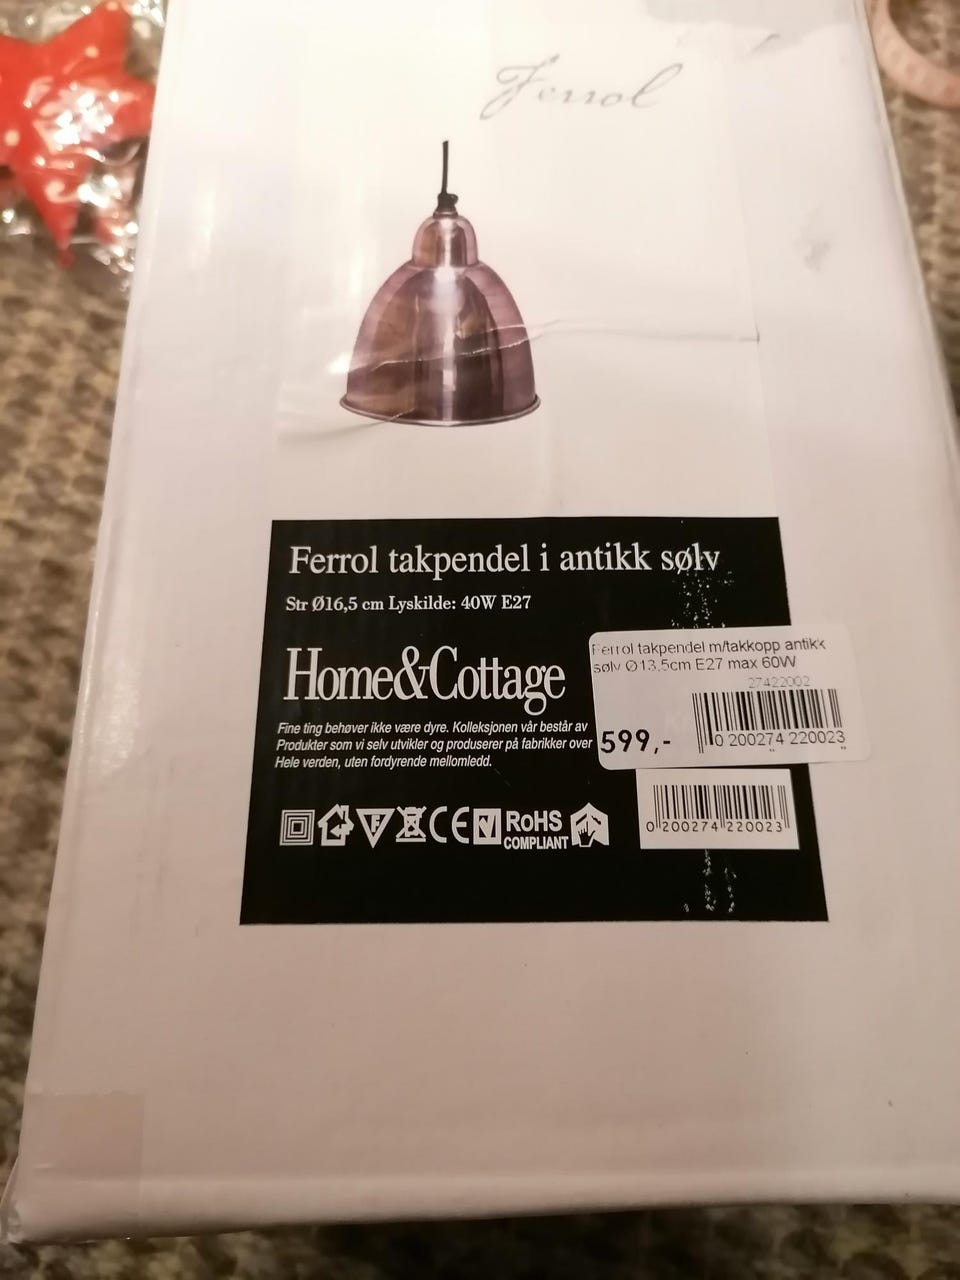 Ferrol
Ferrol takpendel i antikk sølv
Str Ø16,5 cm Lyskilde: 40W E27
Home&Cottage
Fine ting behøver ikke være dyre. Kolleksjonen vår består av
Produkter som vi selv utvikler og produserer på fabrikker over
Hele verden, uten fordyrende mellomledd.
F CE RoHS
COMPLIANT
Ferrol takpendel m/takkopp antikk
sølv Ø13,5cm E27 max 60W
27422002
599,-
0 200274 220023
0 200274 220023